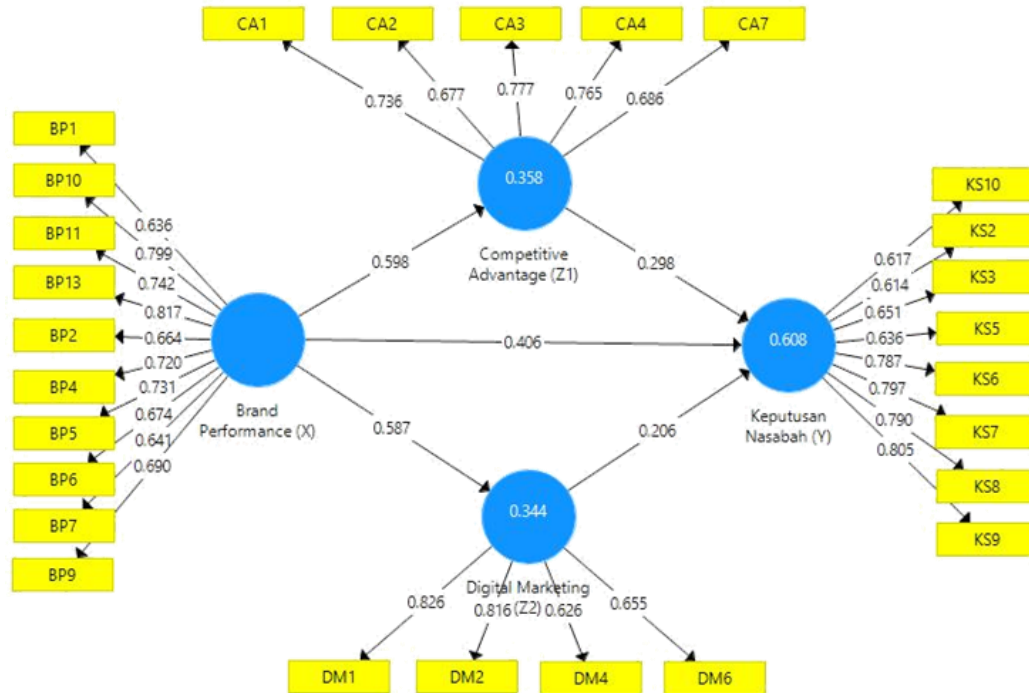 CA1
CA2
CA3
CA4
CA7
0.736
0.677
0.777
0.765
0.686
BP1
BP10
BP11
BP13
BP2
BP4
BP5
BP6
BP7
BP9
0.636
0.799
0.742
0.817
0.664
0.720
0.731
0.674
0.641
0.690
Brand
Performance (X)
0.598
0.406
0.587
0.358
Competitive
Advantage (Z1)
0.298
0.344
Digital Marketing
(Z2)
0.206
0.608
Keputusan
Nasabah (Y)
0.617
0.614
0.651
0.636
0.787
0.797
0.790
0.805
KS10
KS2
KS3
KS5
KS6
KS7
KS8
KS9
0.826
0.816
0.626
0.655
DM1
DM2
DM4
DM6